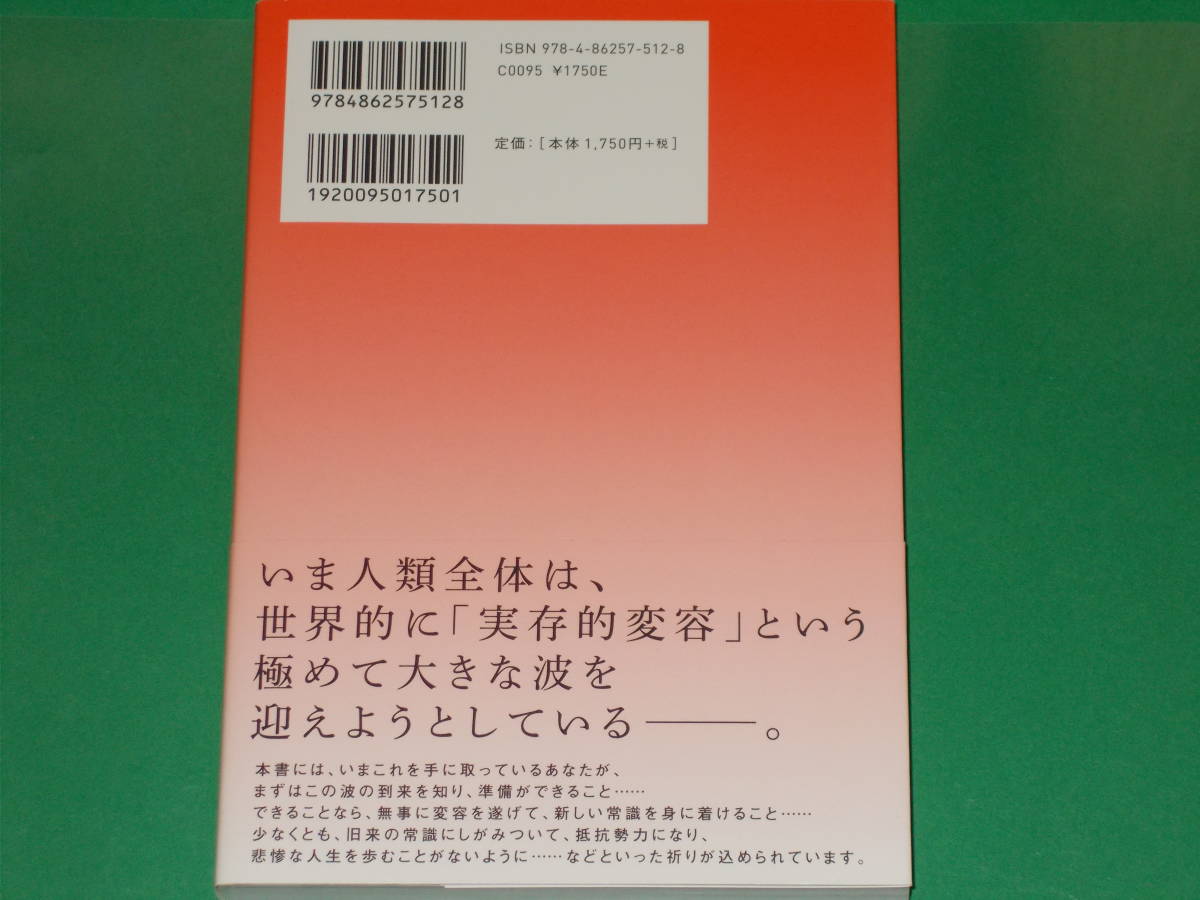 ISBN 978-4-86257-512-8
C0095 ¥1750E
9784862575128
定価:[本体1,750円+税]
1920095017501
いま人類全体は、
世界的に「実存的変容」という
極めて大きな波を
迎えようとしている――。
本書には、いまこれを手に取っているあなたが、
まずはこの波の到来を知り、準備ができること……
できることなら、無事に変容を遂げて、新しい常識を身に着けること……
少なくとも、旧来の常識にしがみついて、抵抗勢力になり、
悲惨な人生を歩むことがないように……などといった祈りが込められています。